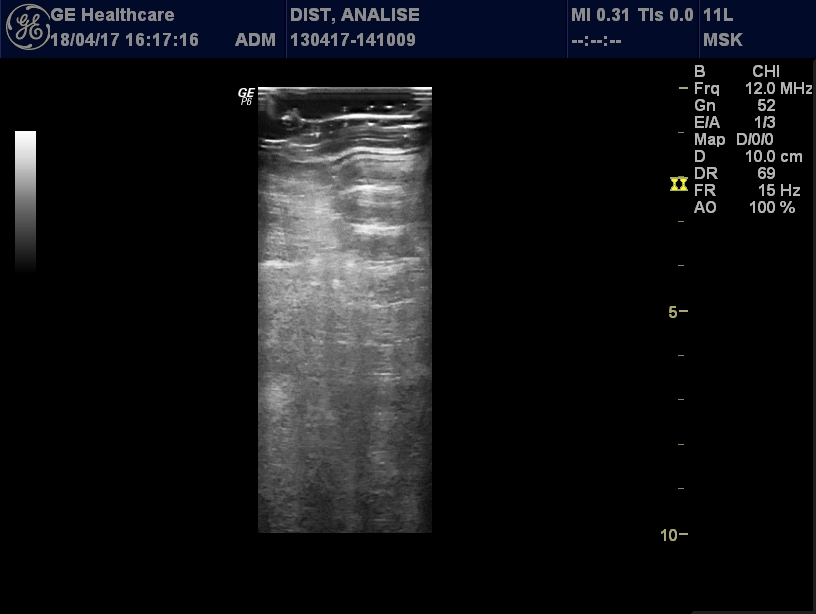 GE Healthcare
18/04/17 16:17:16 ADM
DIST, ANALISE
130417-141009
MI 0.31 TIs 0.0
--:--:--
11L
MSK
GE
P6
B CHI
Frq 12.0 MHz
Gn 52
E/A 1/3
Map D/0/0
D 10.0 cm
DR 69
FR 15 Hz
AO 100 %
5
10